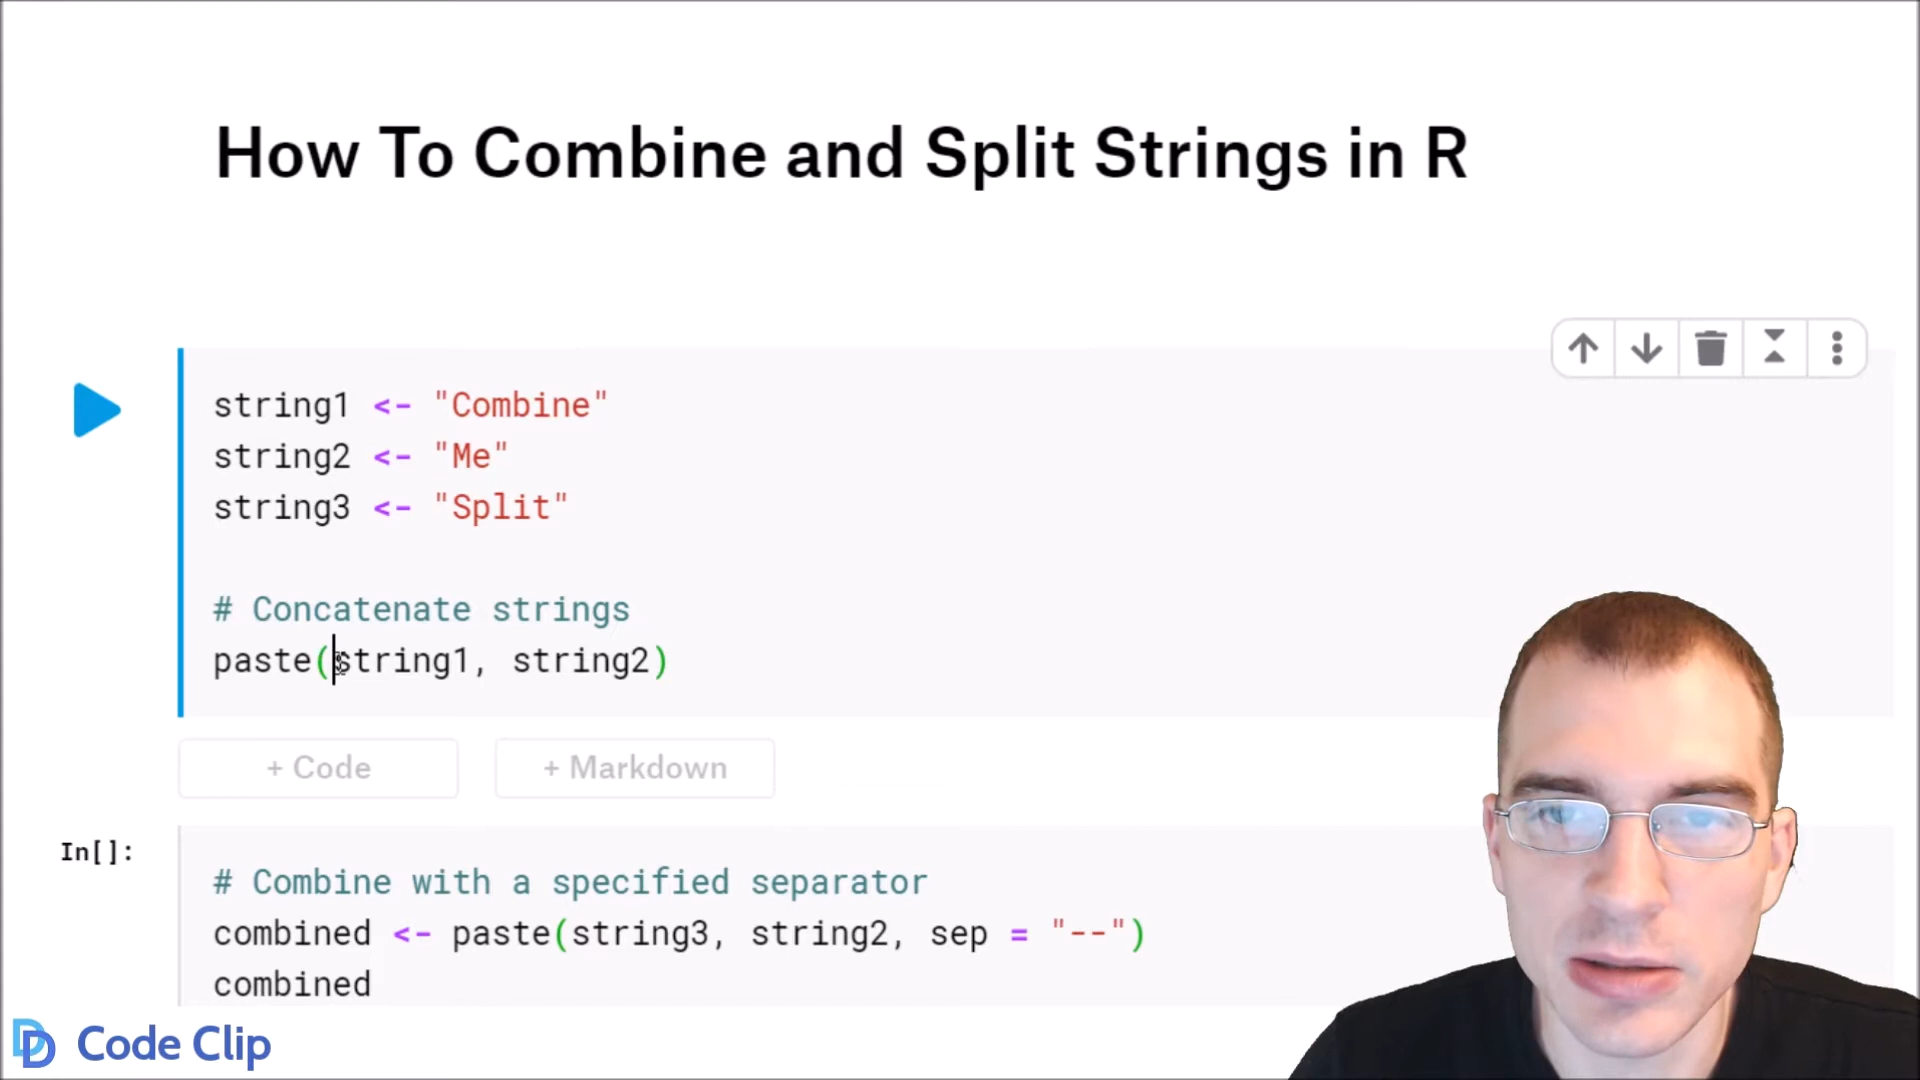 How To Combine and Split Strings in R
string1 <- "Combine"
string2 <- "Me"
string3 <- "Split"
# Concatenate strings
paste(string1, string2)
+ Code
+ Markdown
In[]:
# Combine with a specified separator
combined <- paste(string3, string2, sep = "--")
combined
Code Clip